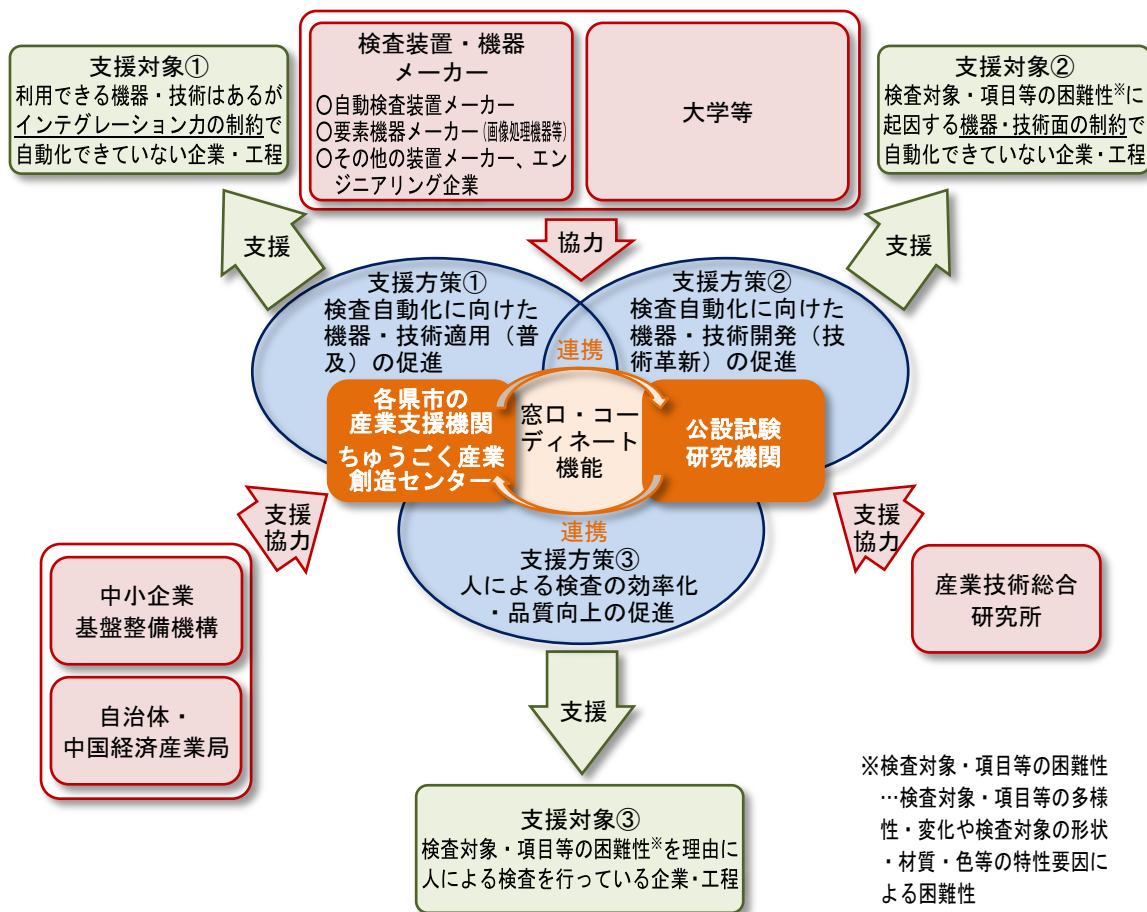 支援対象①
利用できる機器・技術はあるが
インテグレーション力の制約で
自動化できていない企業・工程
検査装置・機器
メーカー
〇自動検査装置メーカー
〇要素機器メーカー(画像処理機器等)
〇その他の装置メーカー、エン
ジニアリング企業
大学等
支援対象②
検査対象・項目等の困難性※に
起因する機器・技術面の制約で
自動化できていない企業・工程
支援
協力
支援
支援方策①
検査自動化に向けた
機器・技術適用（普
及）の促進
支援方策②
検査自動化に向けた
機器・技術開発（技
術革新）の促進
連携
各県市の
産業支援機関
ちゅうごく産業
創造センター
窓口・コー
ディネート
機能
公設試験
研究機関
連携
支援方策③
人による検査の効率化
・品質向上の促進
支援
協力
支援
協力
中小企業
基盤整備機構
自治体・
中国経済産業局
産業技術総合
研究所
支援
支援対象③
検査対象・項目等の困難性※を理由に
人による検査を行っている企業・工程
※検査対象・項目等の困難性
…検査対象・項目等の多様
性・変化や検査対象の形状
・材質・色等の特性要因に
よる困難性